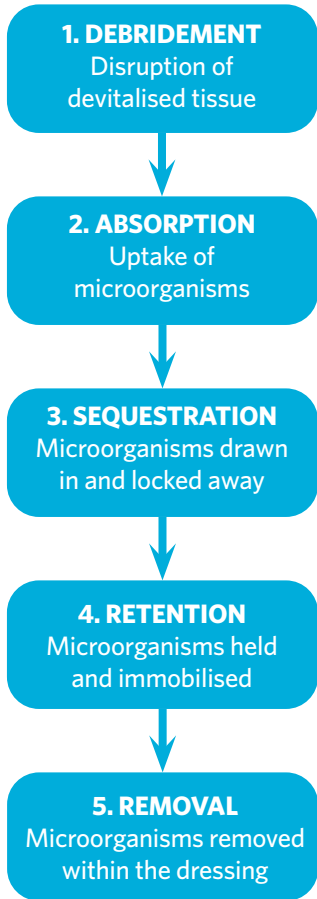 1. DEBRIDEMENT
Disruption of
devitalised tissue
2. ABSORPTION
Uptake of
microorganisms
3. SEQUESTRATION
Microorganisms drawn
in and locked away
4. RETENTION
Microorganisms held
and immobilised
5. REMOVAL
Microorganisms removed
within the dressing